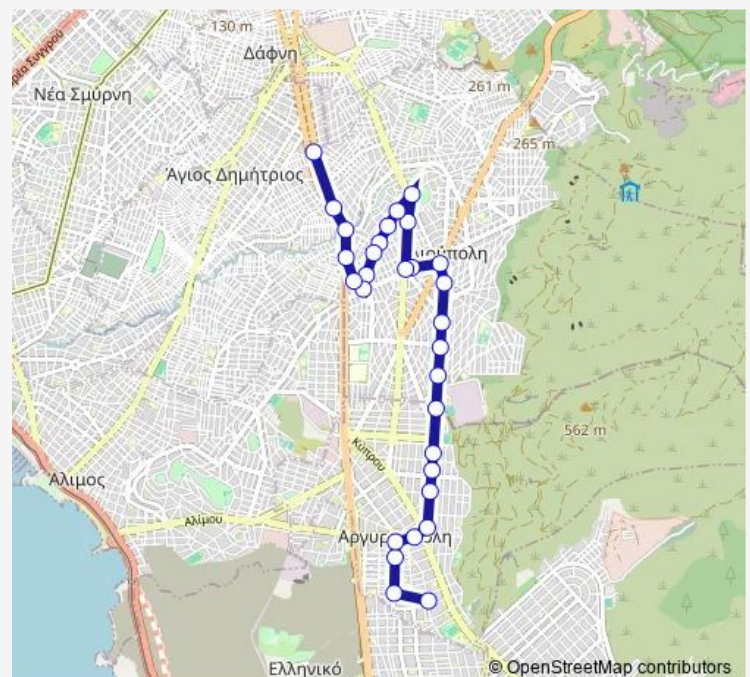 130 m
Δάφνη
Νέα Σμύρνη
261 m
265 m
Άγιος Δημήτριος
562 m
Κύπρου
Άλιμος
Αλίμου
Ελληνικό
© OpenStreetMap contributors